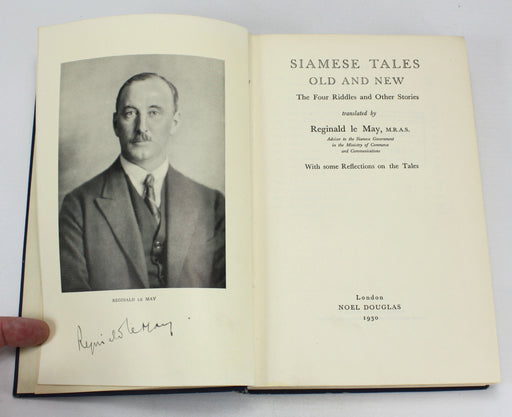 REGINALD LE MAY
Reginald le May.
SIAMESE TALES
OLD AND NEW
The Four Riddles and Other Stories
translated by
Reginald le May, M.R.A.S.
Advisor to the Siamese Government
in the Ministry of Commerce
and Communications
With some Reflections on the Tales
London
NOEL DOUGLAS
1930